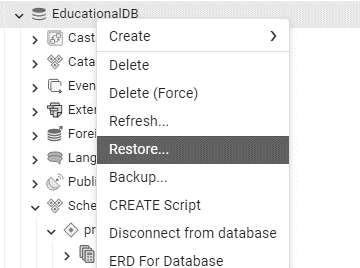 EducationalDB
Create
Cast
Delete
Cata
Delete (Force)
Even
Refresh...
Exter
Restore...
Forei
Lang
Backup...
Publi
CREATE Script
Sche
Disconnect from database
pr
ERD For Database